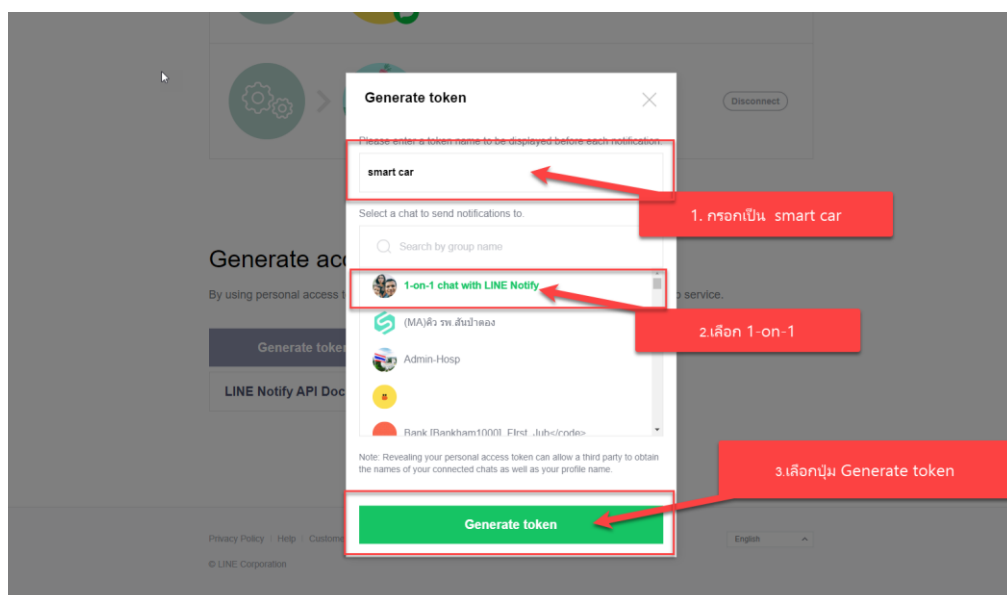 Generate token
Disconnect
Please enter a token name to be displayed before each notification.
smart car
1. กรอกเป็น smart car
Select a chat to send notifications to.
Search by group name
Generate acc
1-on-1 chat with LINE Notify
By using personal access t
o service.
(MA)คิว รพ.สันป่าตอง
2.เลือก 1-on-1
Generate token
Admin-Hosp
LINE Notify API Doc
Bank [Bankham1000], FIrst, Jub</code>
Note: Revealing your personal access token can allow a third party to obtain
the names of your connected chats as well as your profile name.
3.เลือกปุ่ม Generate token
Generate token
Privacy Policy Help Custome
English
© LINE Corporation